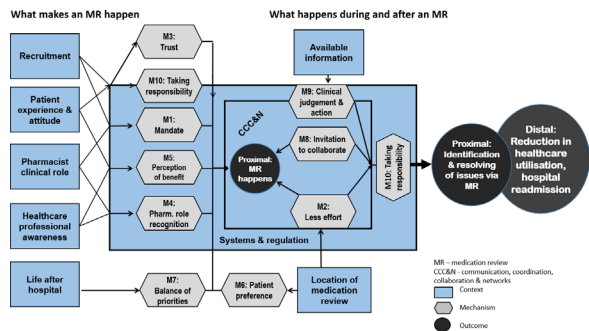 What makes an MR happen
What happens during and after an MR
Recruitment
Patient experience & attitude
Pharmacist clinical role
Healthcare professional awareness
Life after hospital
M3: Trust
M10: Taking responsibility
M1: Mandate
M5: Perception of benefit
M4: Pharm. role recognition
M7: Balance of priorities
M6: Patient preference
Available information
CCC&N
Proximal: MR happens
M9: Clinical judgement & action
M8: Invitation to collaborate
M2: Less effort
M10: Taking responsibility
Systems & regulation
Location of medication review
Proximal: Identification & resolving of issues via MR
Distal: Reduction in healthcare utilisation, hospital readmission
MR – medication review
CCC&N - communication, coordination, collaboration & networks
Context
Mechanism
Outcome